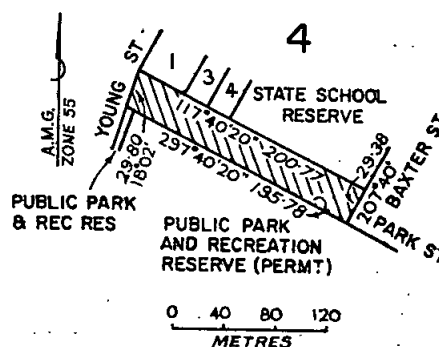 4
A.M.G.
ZONE 55
YOUNG ST.
1
3
4
STATE SCHOOL
RESERVE
117°40'20" 200·77
29·38
201°40'
BAXTER ST
29·80
18°02'
297°40'20" 195·78
PARK ST
PUBLIC PARK
& REC RES
PUBLIC PARK
AND RECREATION
RESERVE (PERMT)
0 40 80 120
METRES